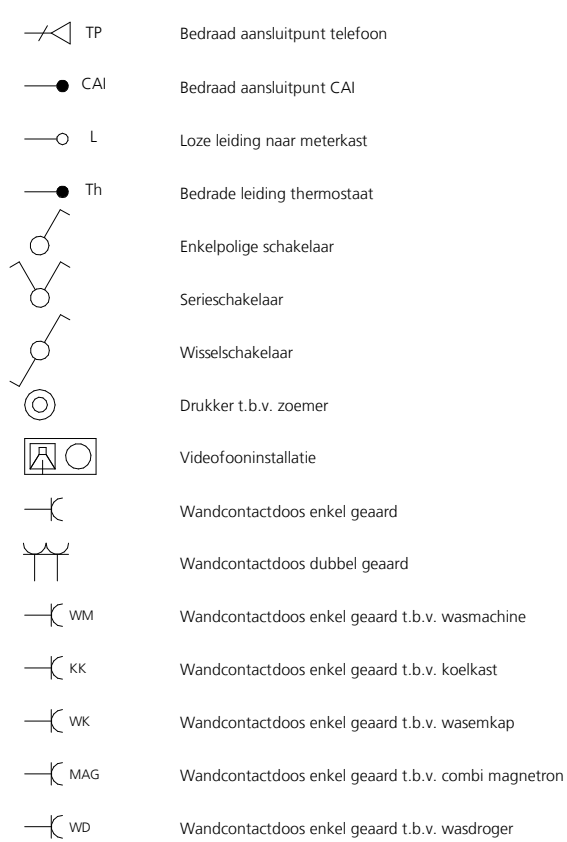 TP Bedraad aansluitpunt telefoon
CAI Bedraad aansluitpunt CAI
L Loze leiding naar meterkast
Th Bedrade leiding thermostaat
Enkelpolige schakelaar
Serieschakelaar
Wisselschakelaar
Drukker t.b.v. zoemer
Videofooninstallatie
Wandcontactdoos enkel geaard
Wandcontactdoos dubbel geaard
WM Wandcontactdoos enkel geaard t.b.v. wasmachine
KK Wandcontactdoos enkel geaard t.b.v. koelkast
WK Wandcontactdoos enkel geaard t.b.v. wasemkap
MAG Wandcontactdoos enkel geaard t.b.v. combi magnetron
WD Wandcontactdoos enkel geaard t.b.v. wasdroger